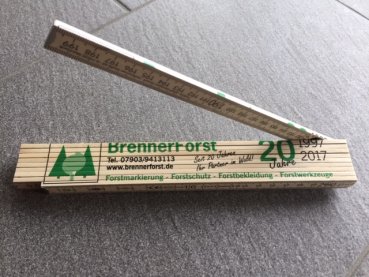 BrennerForst
Tel. 07903/9413113
www.brennerforst.de
Seit 20 Jahren
Ihr Partner im Wald!
20 Jahre
1997
2017
Forstmarkierung - Forstschutz - Forstbekleidung - Forstwerkzeuge